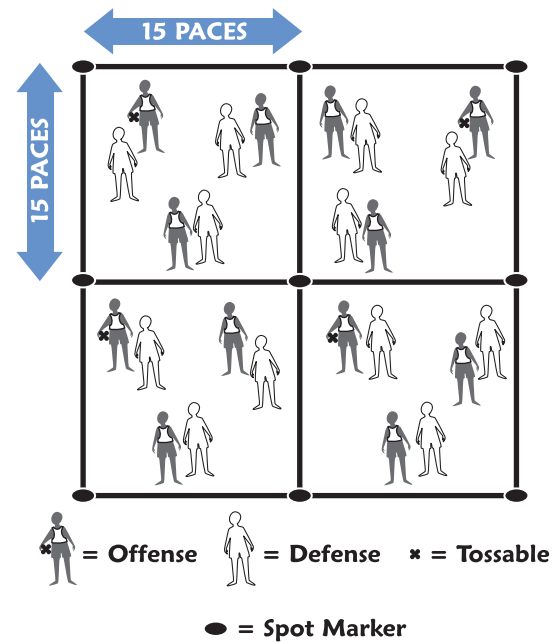 15 PACES
15 PACES
= Offense
= Defense
= Tossable
= Spot Marker